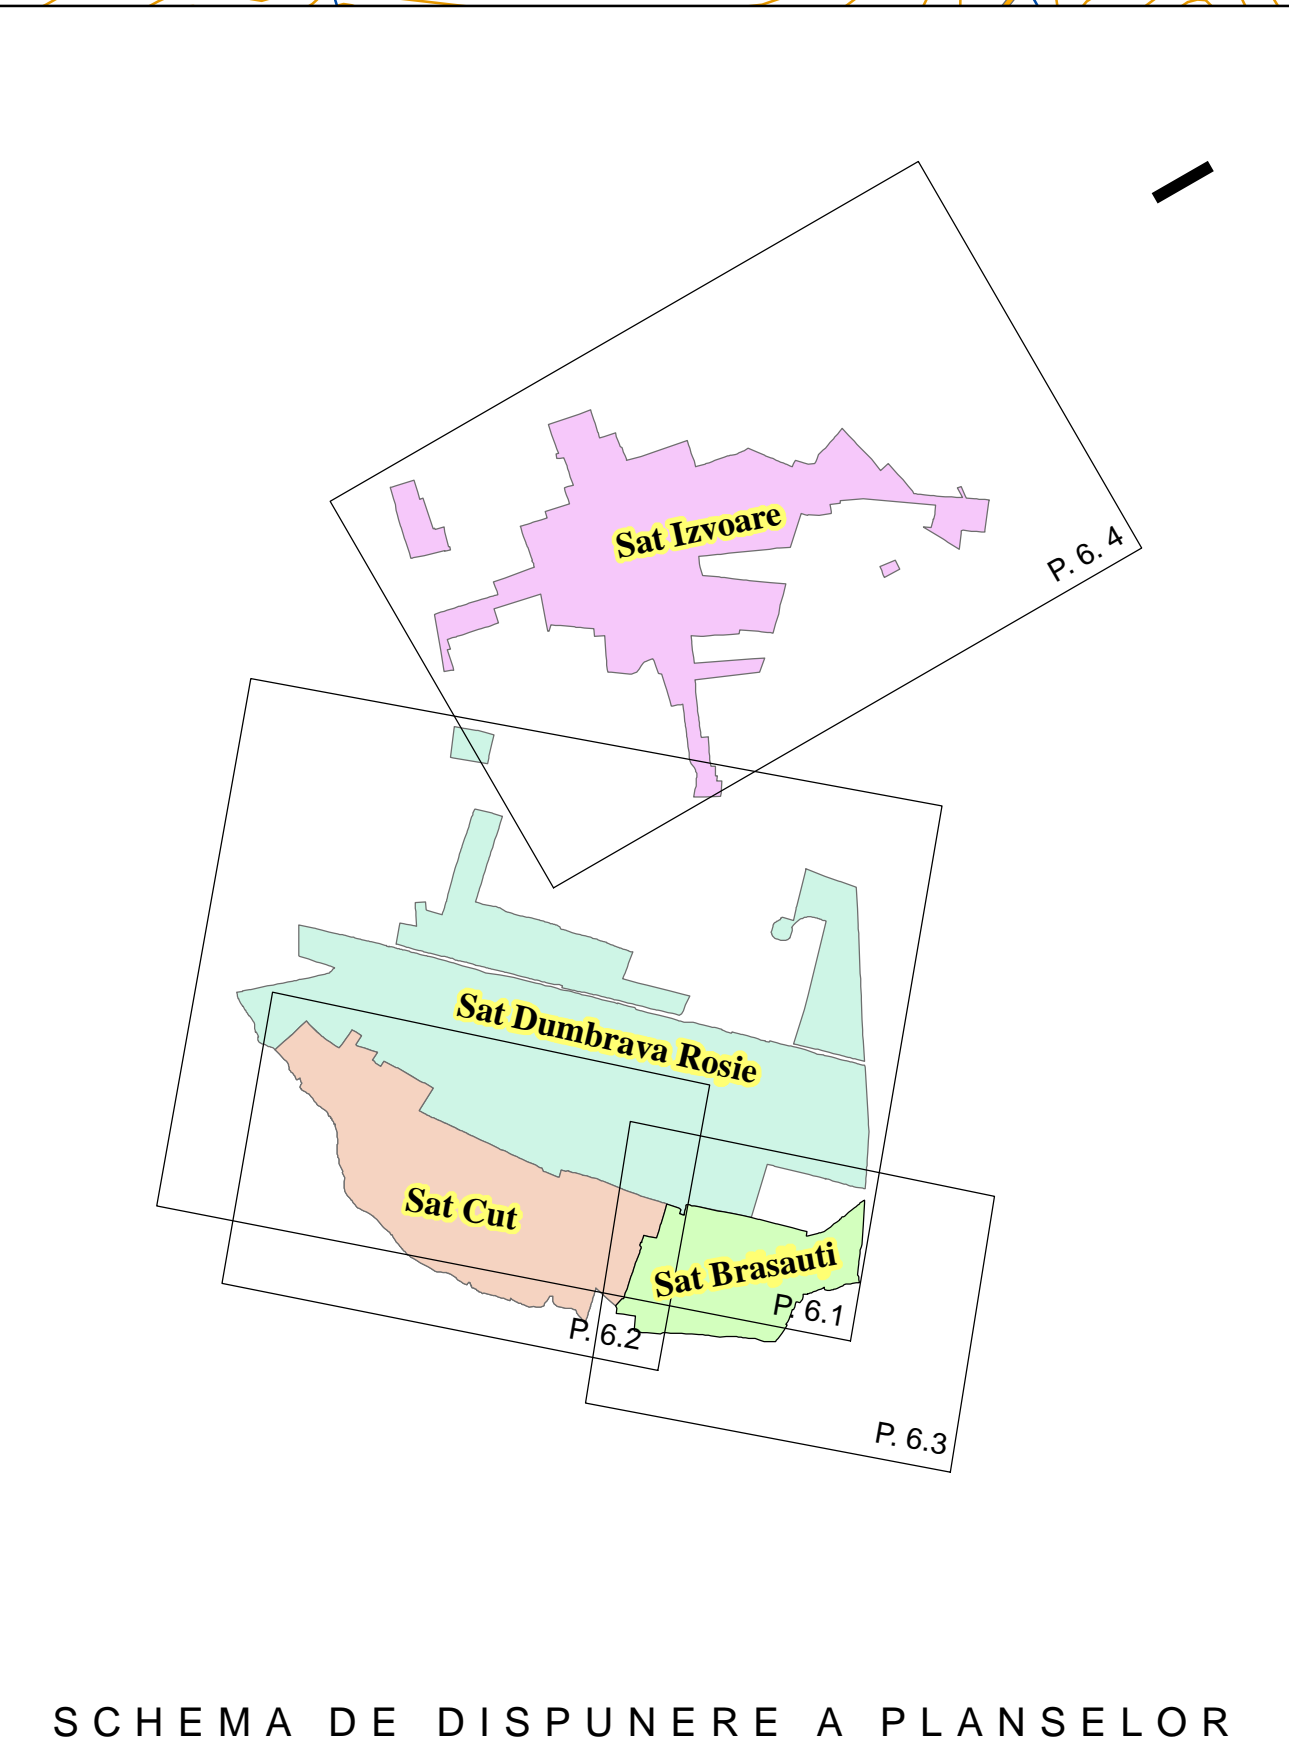 Sat Izvoare
P. 6. 4
Sat Dumbrava Rosie
Sat Cut
Sat Brasauti
P. 6.1
P. 6.2
P. 6.3
SCHEMA DE DISPUNERE A PLANSELOR